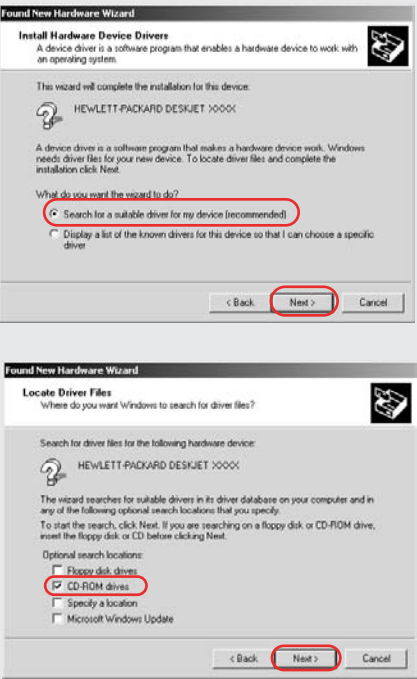 Found New Hardware Wizard
Install Hardware Device Drivers
A device driver is a software program that enables a hardware device to work with
an operating system.
This wizard will complete the installation for this device:
HEWLETT-PACKARD DESKJET XXXX
A device driver is a software program that makes a hardware device work. Windows
needs driver files for your new device. To locate driver files and complete the
installation click Next.
What do you want the wizard to do?
Search for a suitable driver for my device (recommended)
Display a list of the known drivers for this device so that I can choose a specific
driver
< Back Next > Cancel
Found New Hardware Wizard
Locate Driver Files
Where do you want Windows to search for driver files?
Search for driver files for the following hardware device:
HEWLETT-PACKARD DESKJET XXXX
The wizard searches for suitable drivers in its driver database on your computer and in
any of the following optional search locations that you specify.
To start the search, click Next. If you are searching on a floppy disk or CD-ROM drive,
insert the floppy disk or CD before clicking Next.
Optional search locations:
Floppy disk drives
CD-ROM drives
Specify a location
Microsoft Windows Update
< Back Next > Cancel